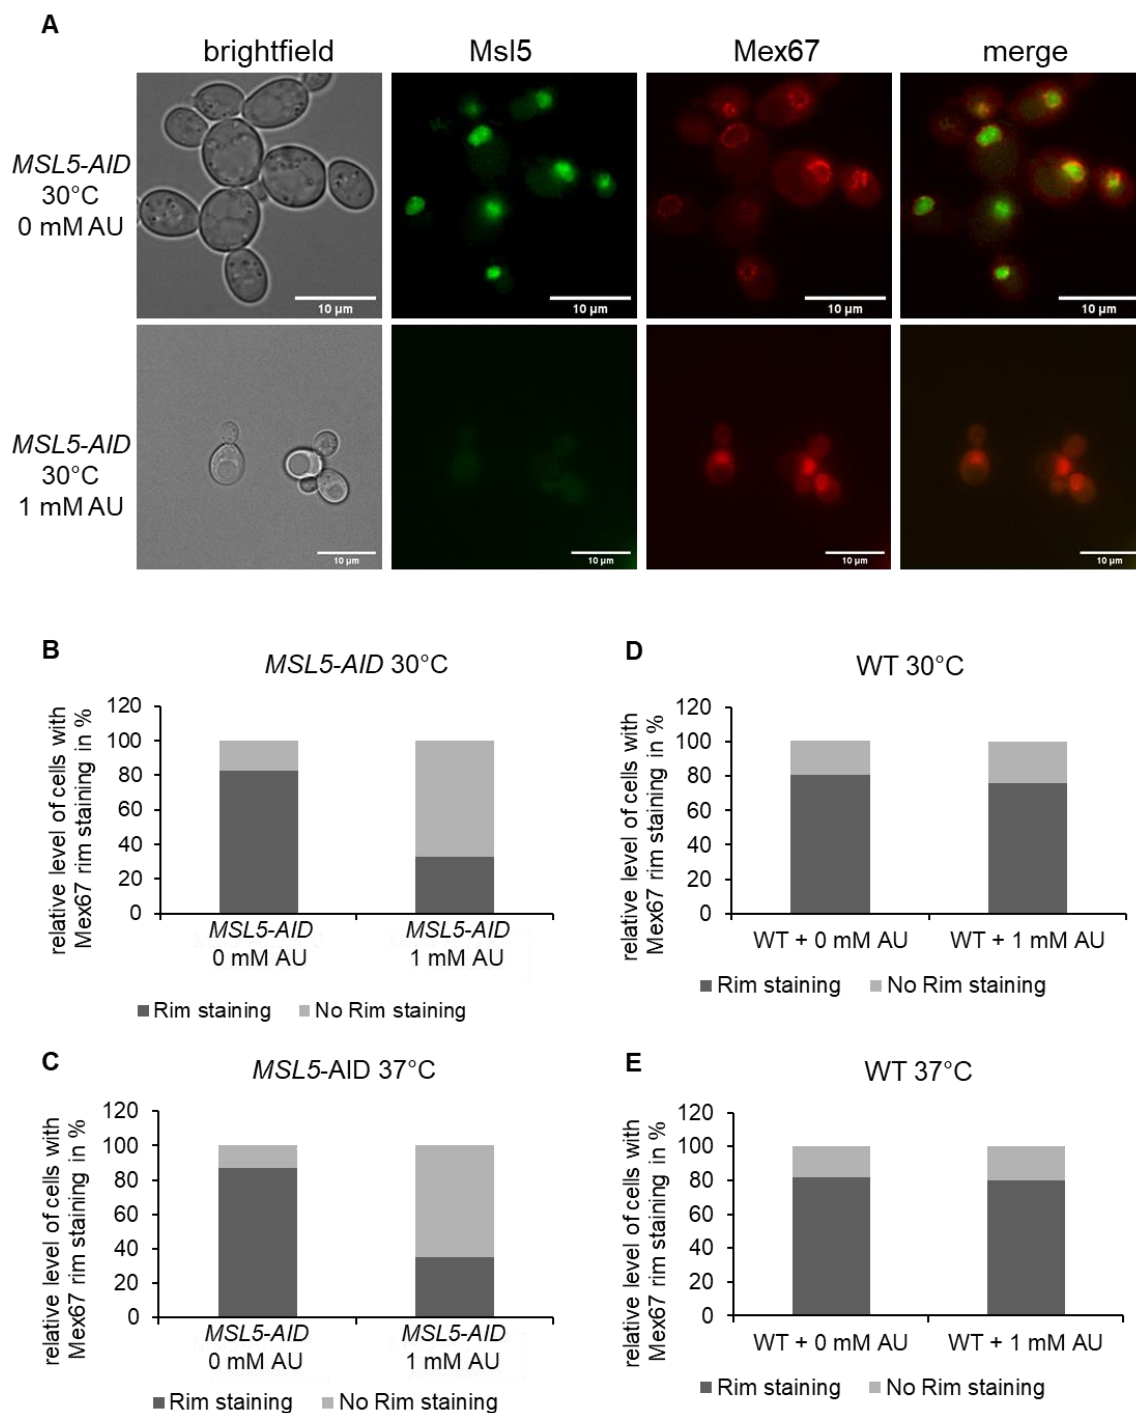 A
brightfield Msl5 Mex67 merge
MSL5-AID
30°C
0 mM AU
10 µm 10 µm 10 µm 10 µm
MSL5-AID
30°C
1 mM AU
10 µm 10 µm 10 µm 10 µm
B
MSL5-AID 30°C
relative level of cells with
Mex67 rim staining in %
120
100
80
60
40
20
0
MSL5-AID
0 mM AU
MSL5-AID
1 mM AU
Rim staining No Rim staining
D
WT 30°C
relative level of cells with
Mex67 rim staining in %
120
100
80
60
40
20
0
WT + 0 mM AU WT + 1 mM AU
Rim staining No Rim staining
C
MSL5-AID 37°C
relative level of cells with
Mex67 rim staining in %
120
100
80
60
40
20
0
MSL5-AID
0 mM AU
MSL5-AID
1 mM AU
Rim staining No Rim staining
E
WT 37°C
relative level of cells with
Mex67 rim staining in %
120
100
80
60
40
20
0
WT + 0 mM AU WT + 1 mM AU
Rim staining No Rim staining